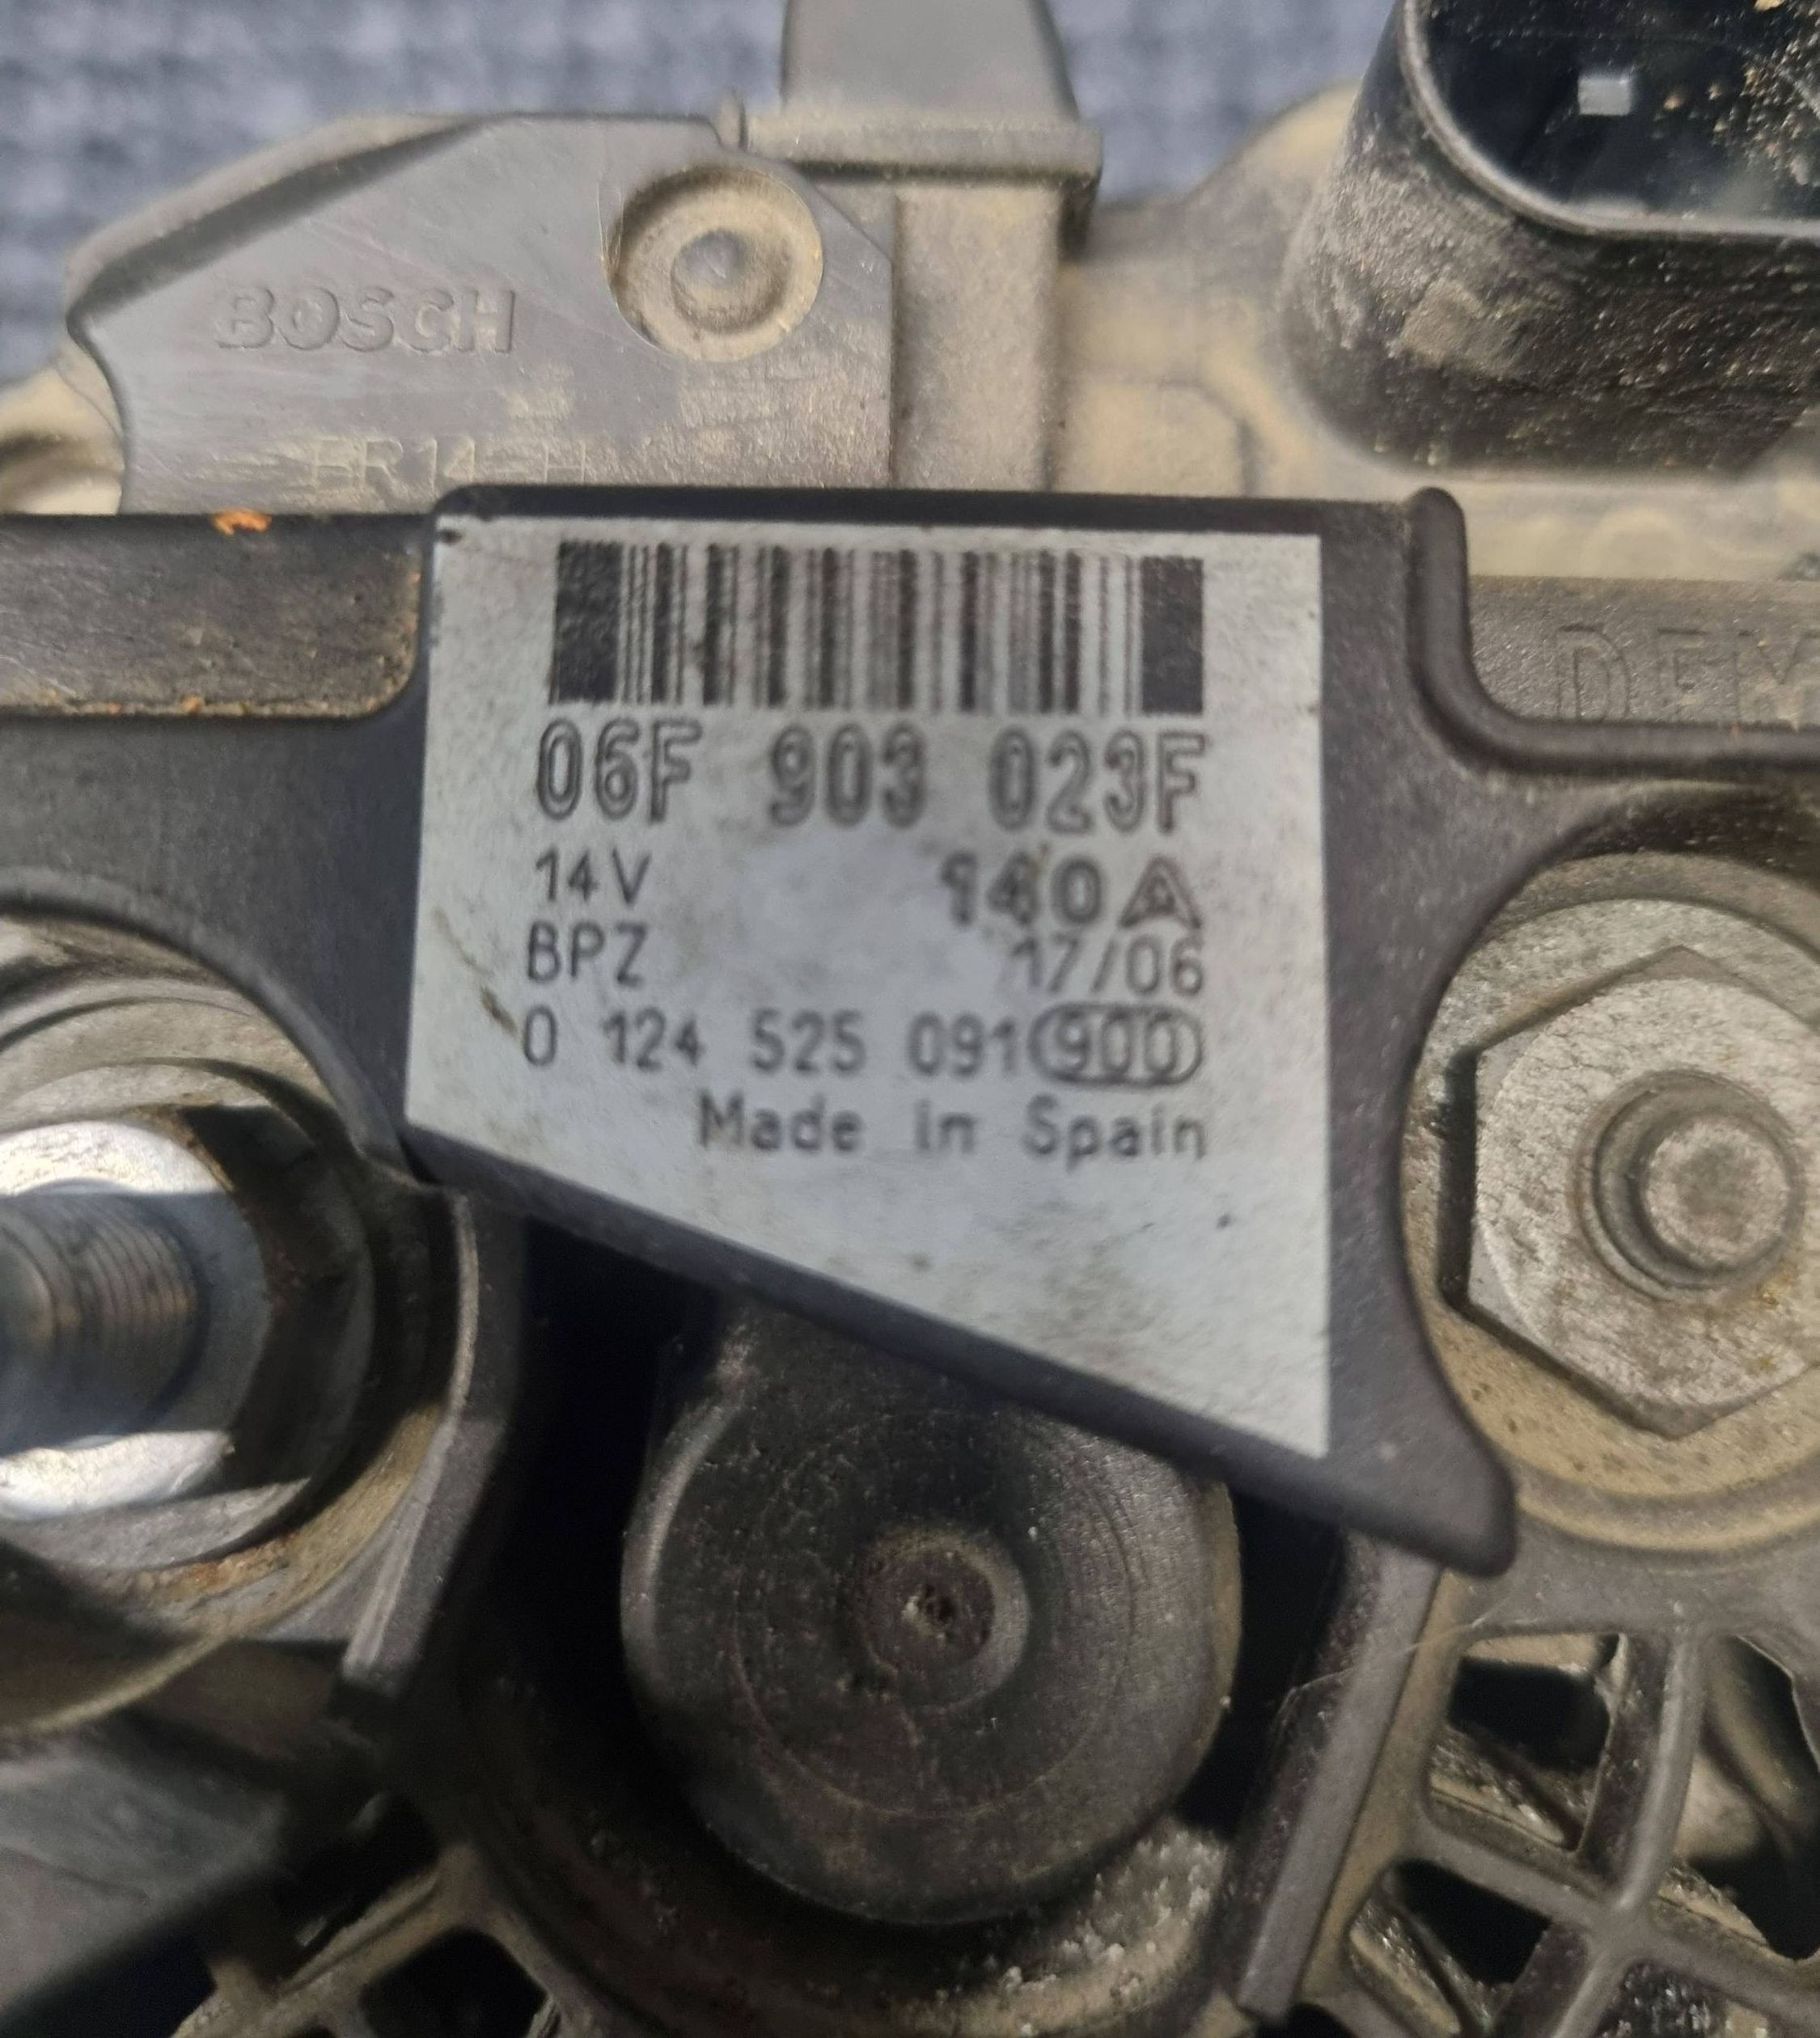 BOSCH
06F 903 023F
14V 140A
BPZ 17/06
0 124 525 091 900
Made in Spain